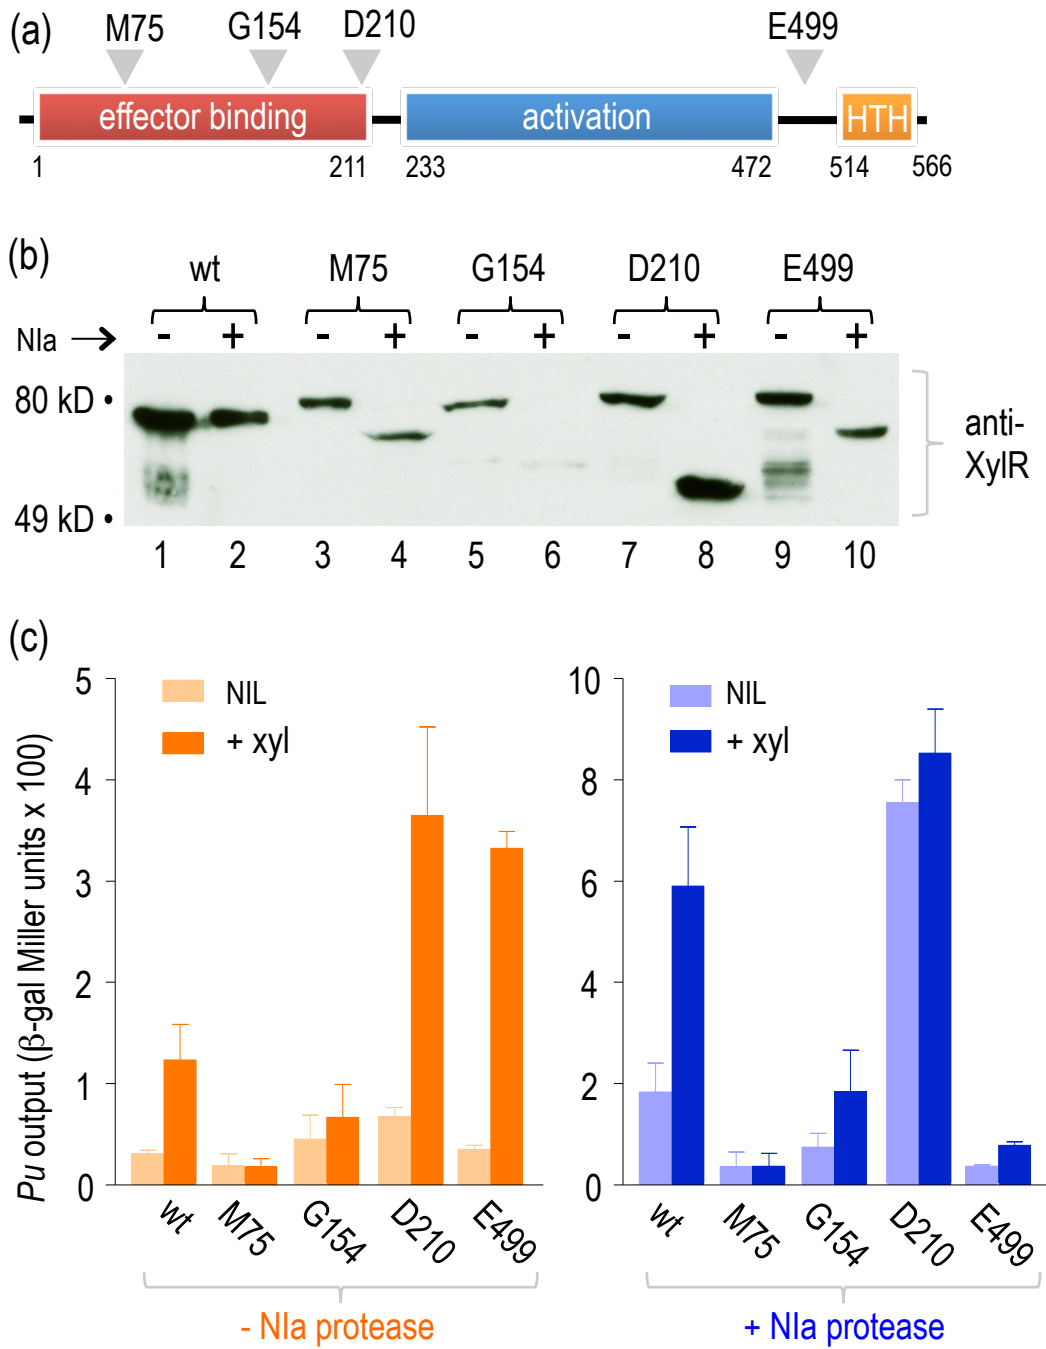 (a)
M75 G154 D210 E499
effector binding activation HTH
1 211 233 472 514 566
(b)
wt M75 G154 D210 E499
NIa → - + - + - + - + - +
80 kD •
49 kD •
anti-
XylR
1 2 3 4 5 6 7 8 9 10
(c)
Pu output (β-gal Miller units x 100)
5
4
3
2
1
0
NIL
+ xyl
wt M75 G154 D210 E499
- NIa protease
10
8
6
4
2
0
NIL
+ xyl
wt M75 G154 D210 E499
+ NIa protease